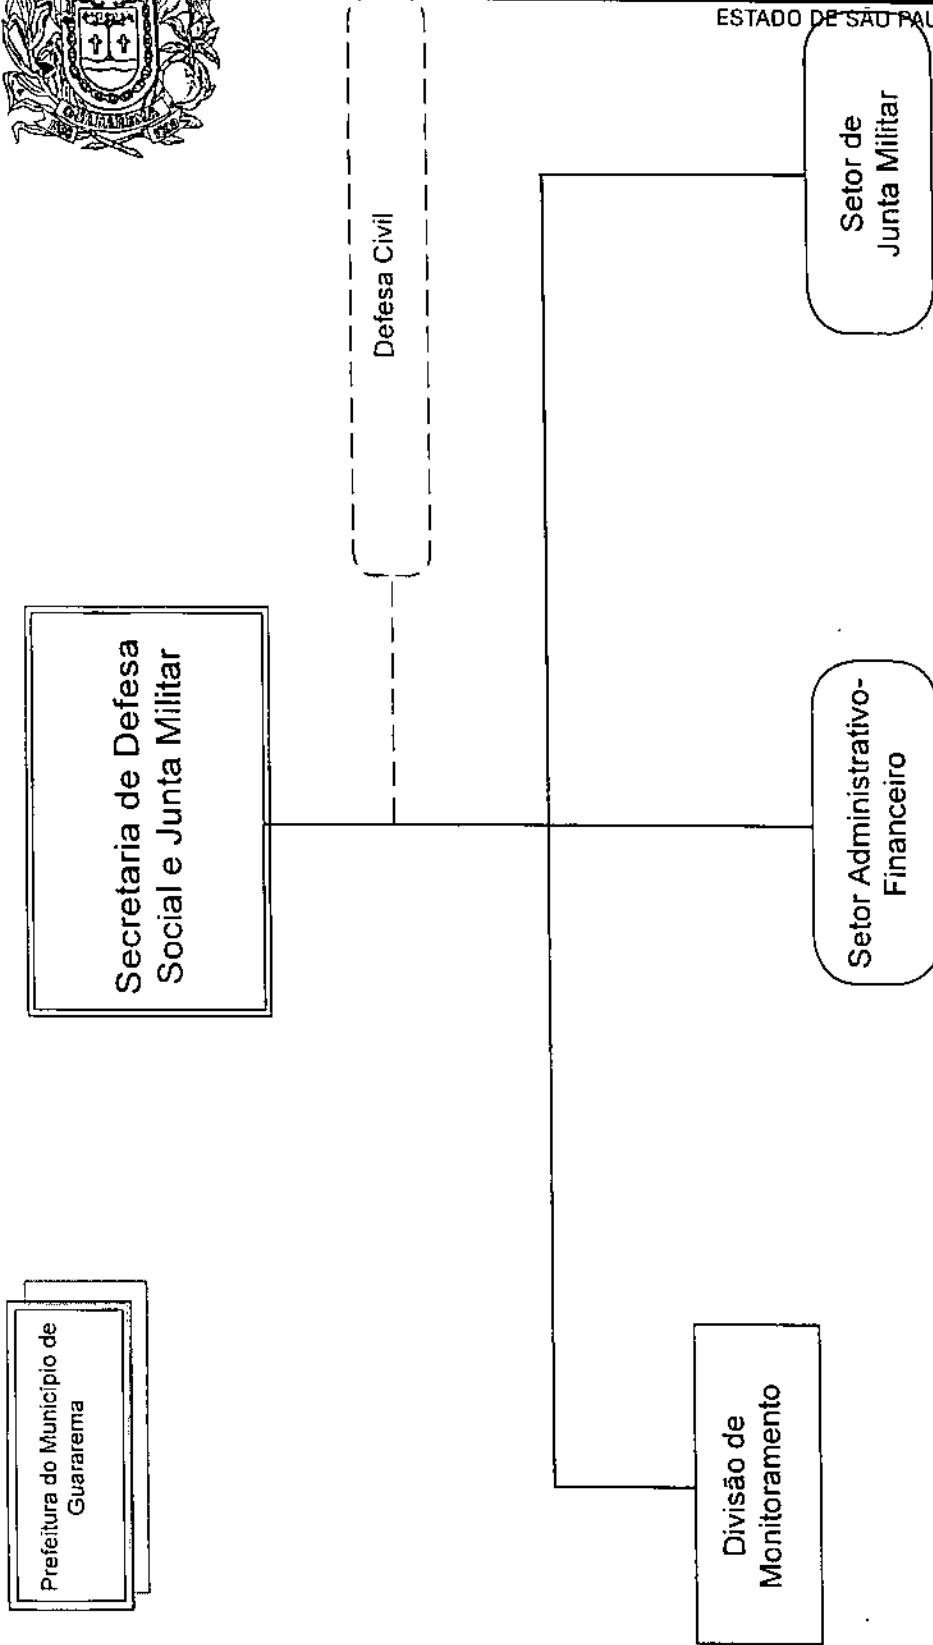 ESTADO DE SÃO PAU
GUARAREMA
Prefeitura do Município de
Guararema
Secretaria de Defesa
Social e Junta Militar
Defesa Civil
Divisão de
Monitoramento
Setor Administrativo-
Financeiro
Setor de
Junta Militar